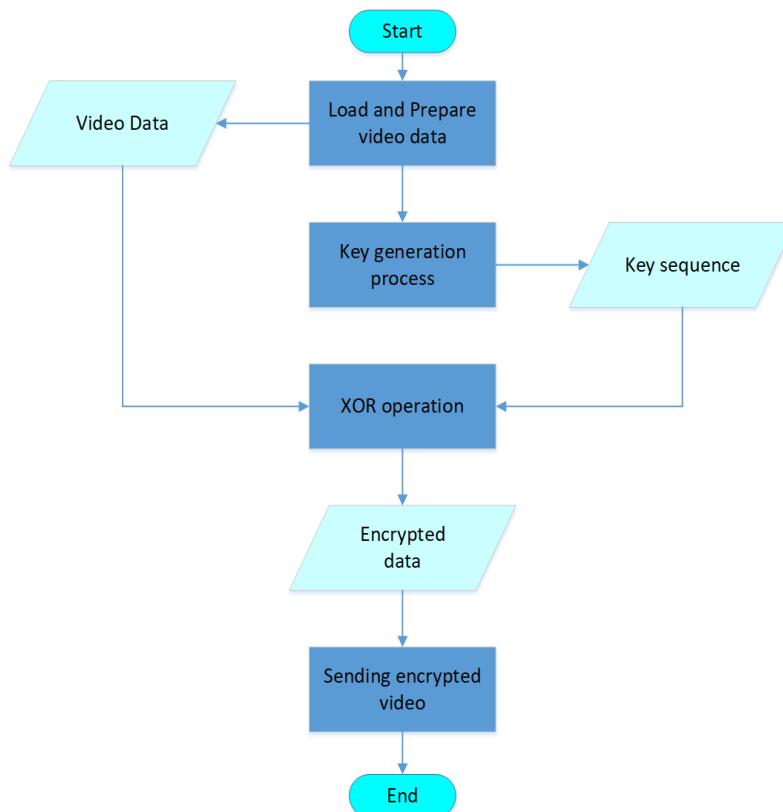 Start
Load and Prepare
video data
Video Data
Key generation
process
Key sequence
XOR operation
Encrypted
data
Sending encrypted
video
End